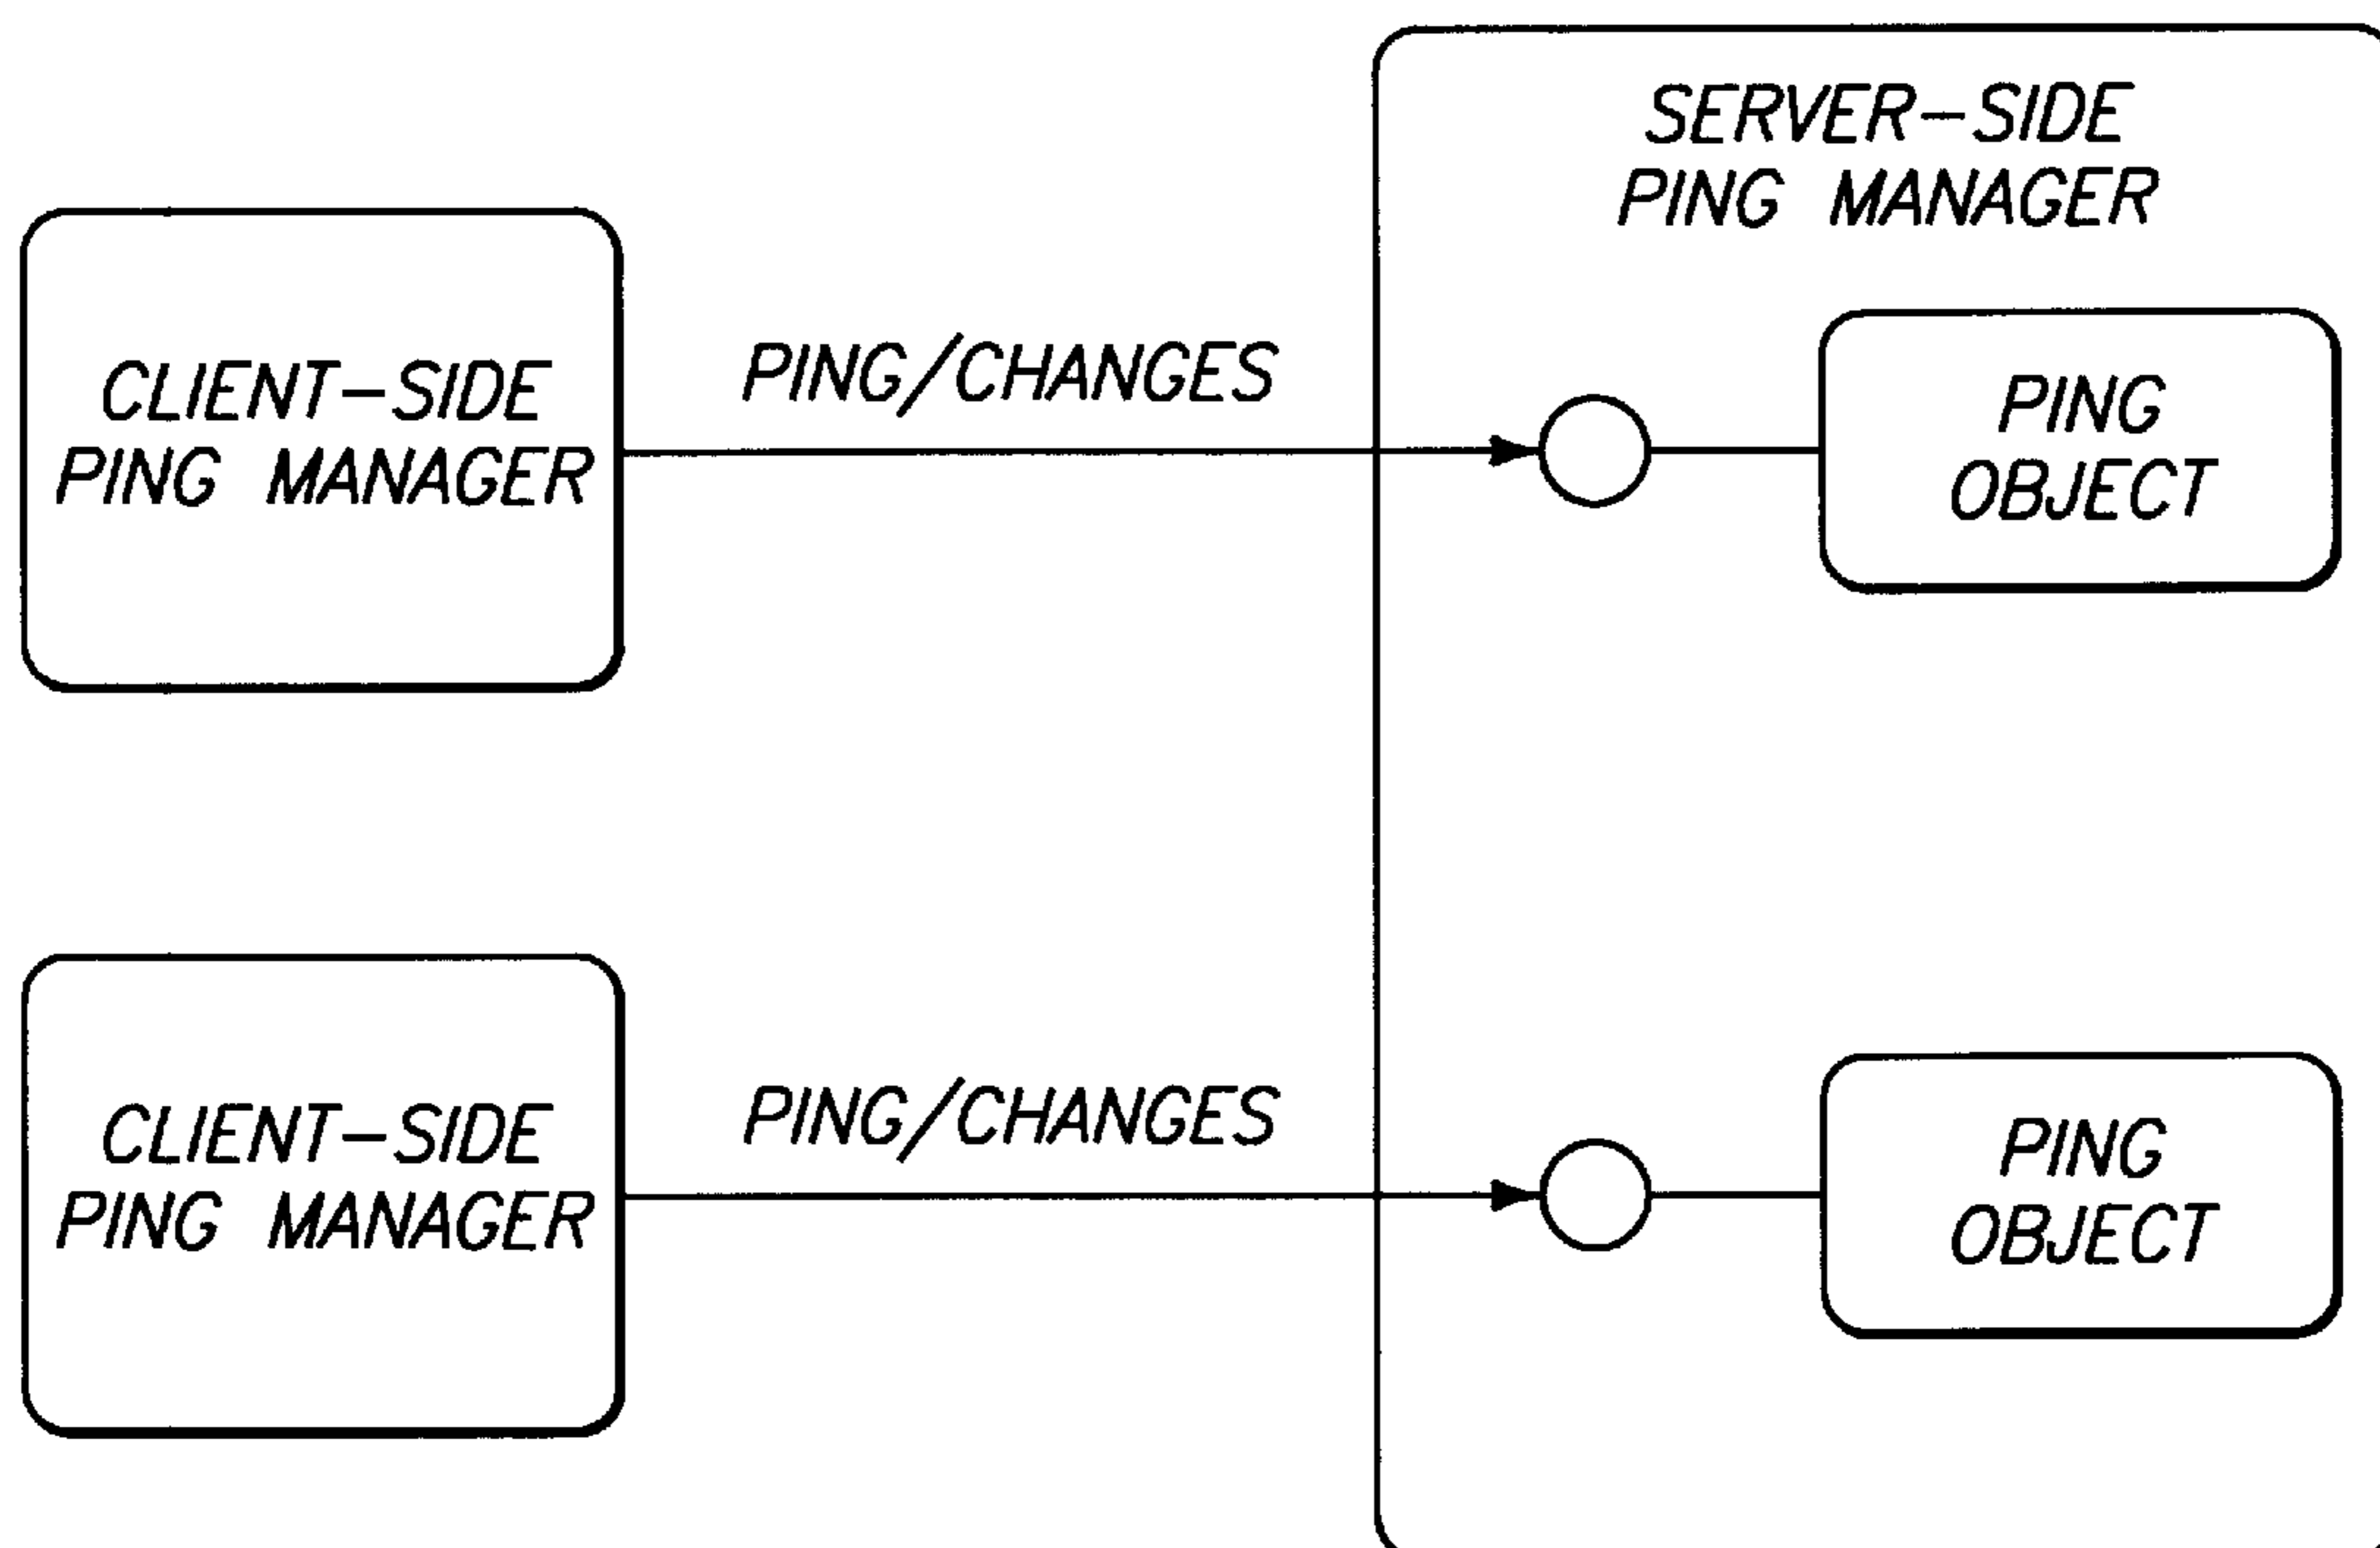 SERVER-SIDE
PING MANAGER
CLIENT-SIDE
PING MANAGER
PING/CHANGES
PING
OBJECT
CLIENT-SIDE
PING MANAGER
PING/CHANGES
PING
OBJECT